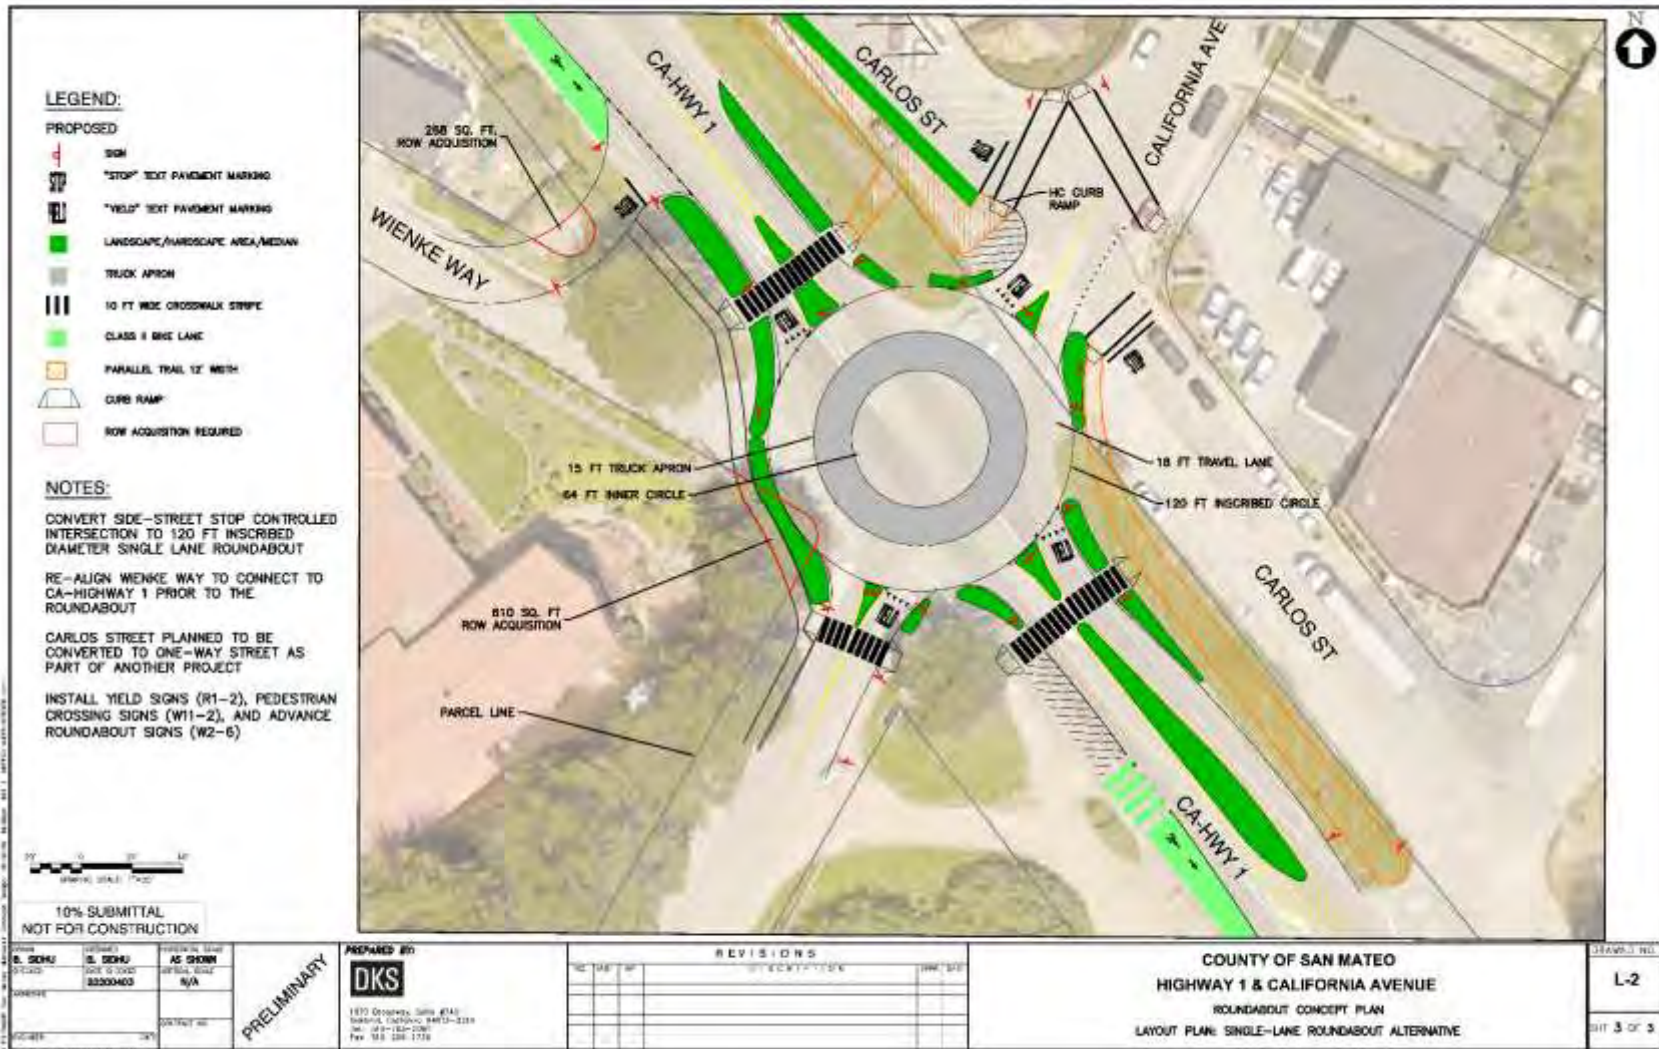 LEGEND:
PROPOSED
SIGN
"STOP" TEXT PAVEMENT MARKING
"YIELD" TEXT PAVEMENT MARKING
LANDSCAPE/HARDSCAPE AREA/MEDIAN
TRUCK APRON
10 FT WIDE CROSSWALK STRIPE
CLASS II BIKE LANE
PARALLEL TRAIL 12' WIDTH
CURB RAMP
ROW ACQUISITION REQUIRED
NOTES:
CONVERT SIDE-STREET STOP CONTROLLED
INTERSECTION TO 120 FT INSCRIBED
DIAMETER SINGLE LANE ROUNDABOUT
RE-ALIGN WIENKE WAY TO CONNECT TO
CA-HIGHWAY 1 PRIOR TO THE
ROUNDABOUT
CARLOS STREET PLANNED TO BE
CONVERTED TO ONE-WAY STREET AS
PART OF ANOTHER PROJECT
INSTALL YIELD SIGNS (R1-2), PEDESTRIAN
CROSSING SIGNS (W11-2), AND ADVANCE
ROUNDABOUT SIGNS (W2-6)
10% SUBMITTAL
NOT FOR CONSTRUCTION
CA-HWY 1
CARLOS ST
CALIFORNIA AVE
N
268 SQ. FT.
ROW ACQUISITION
WIENKE WAY
HC CURB
RAMP
15 FT TRUCK APRON
64 FT INNER CIRCLE
18 FT TRAVEL LANE
120 FT INSCRIBED CIRCLE
610 SQ. FT
ROW ACQUISITION
PARCEL LINE
CARLOS ST
CA-HWY 1
B. SIDHU
B. SIDHU
AS SHOWN
N/A
PRELIMINARY
PREPARED BY:
DKS
REVISIONS
COUNTY OF SAN MATEO
HIGHWAY 1 & CALIFORNIA AVENUE
ROUNDABOUT CONCEPT PLAN
LAYOUT PLAN: SINGLE-LANE ROUNDABOUT ALTERNATIVE
L-2
3 OF 3